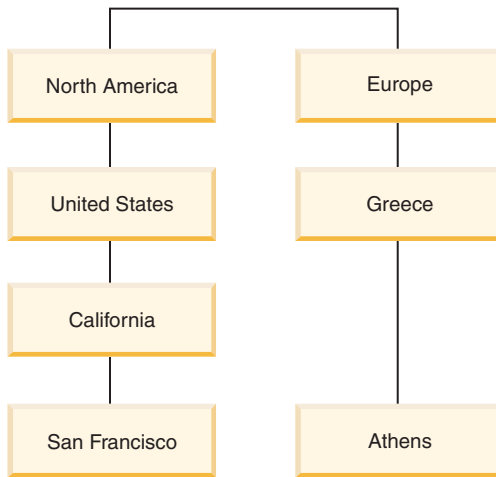 North America
Europe
United States
Greece
California
San Francisco
Athens